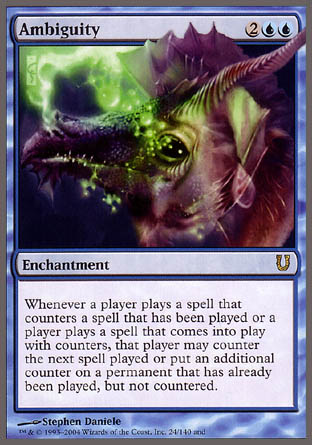 Ambiguity 2
Enchantment
Whenever a player plays a spell that
counters a spell that has been played or a
player plays a spell that comes into play
with counters, that player may counter
the next spell played or put an additional
counter on a permanent that has already
been played, but not countered.
Stephen Daniele
™ & © 1993–2004 Wizards of the Coast, Inc. 24/140 and